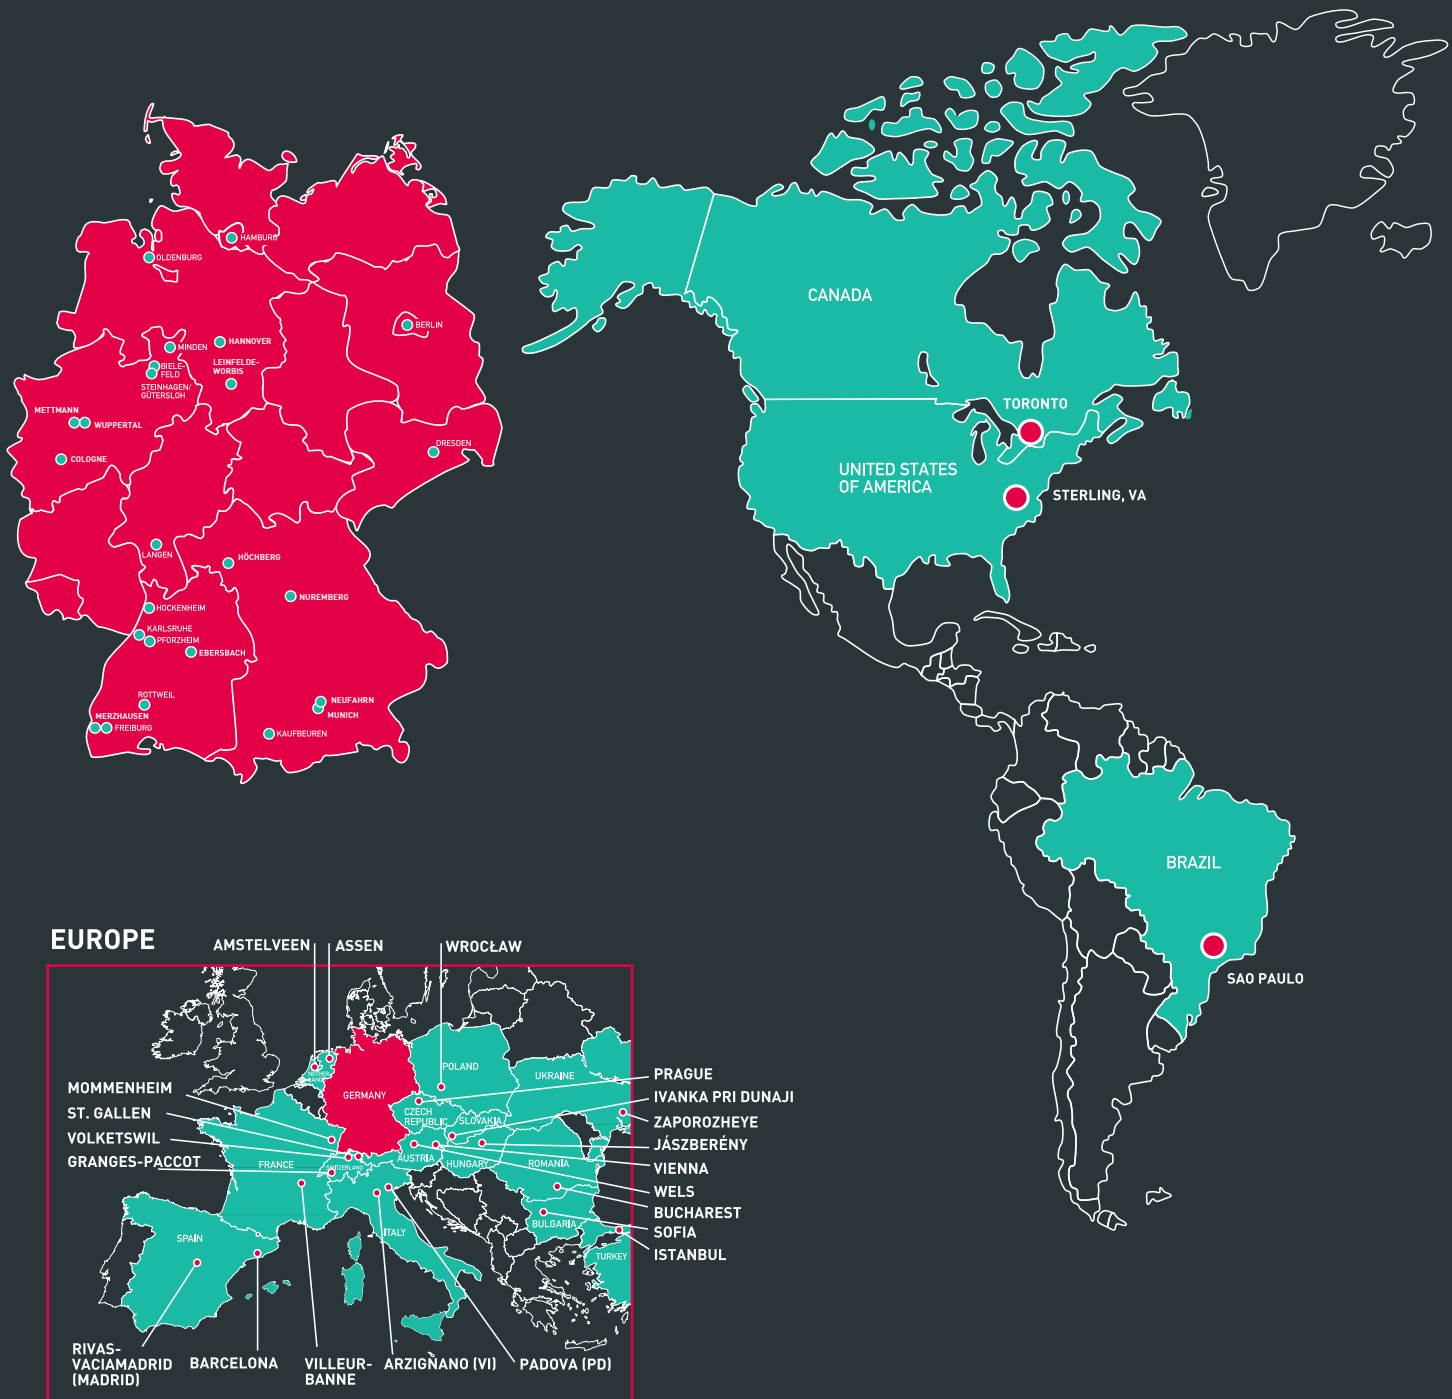 HAMBURG
OLDENBURG
BERLIN
MINDEN
HANNOVER
BIELE-
FELD
LEINFELDE-
WORBIS
STEINHAGEN/
GÜTERSLOH
METTMANN
WUPPERTAL
COLOGNE
DRESDEN
LANGEN
HÖCHBERG
NUREMBERG
HOCKENHEIM
KARLSRUHE
PFORZHEIM
EBERSBACH
ROTTWEIL
MERZHAUSEN
FREIBURG
NEUFAHRN
MUNICH
KAUFBEUREN
CANADA
TORONTO
UNITED STATES
OF AMERICA
STERLING, VA
BRAZIL
SAO PAULO
EUROPE
AMSTELVEEN
ASSEN
WROCŁAW
MOMMENHEIM
ST. GALLEN
VOLKETSWIL
GRANGES-PACCOT
NETHER-
LANDS
GERMANY
POLAND
UKRAINE
CZECH
REPUBLIC
SLOVAKIA
FRANCE
SWITZERLAND
AUSTRIA
HUNGARY
ROMANIA
SPAIN
ITALY
BULGARIA
TURKEY
PRAGUE
IVANKA PRI DUNAJI
ZAPOROZHEYE
JÁSZBERÉNY
VIENNA
WELS
BUCHAREST
SOFIA
ISTANBUL
RIVAS-
VACIAMADRID
(MADRID)
BARCELONA
VILLEUR-
BANNE
ARZIGNANO (VI)
PADOVA (PD)